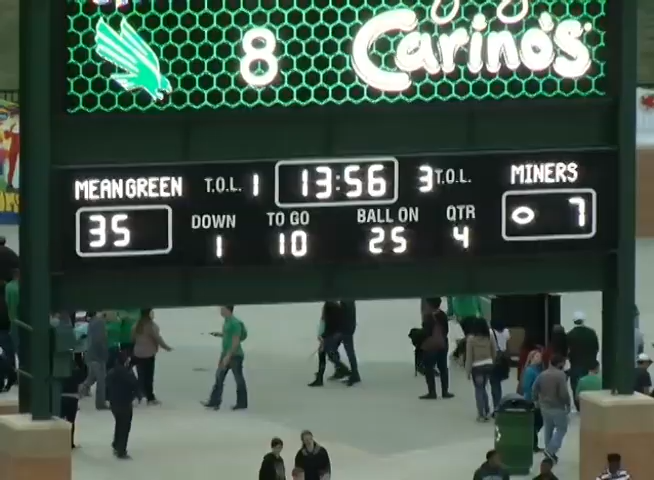 8
Carino's
MEAN GREEN T.O.L. 1 13:56 3 T.O.L. MINERS
35 DOWN TO GO BALL ON QTR 7
1 10 25 4